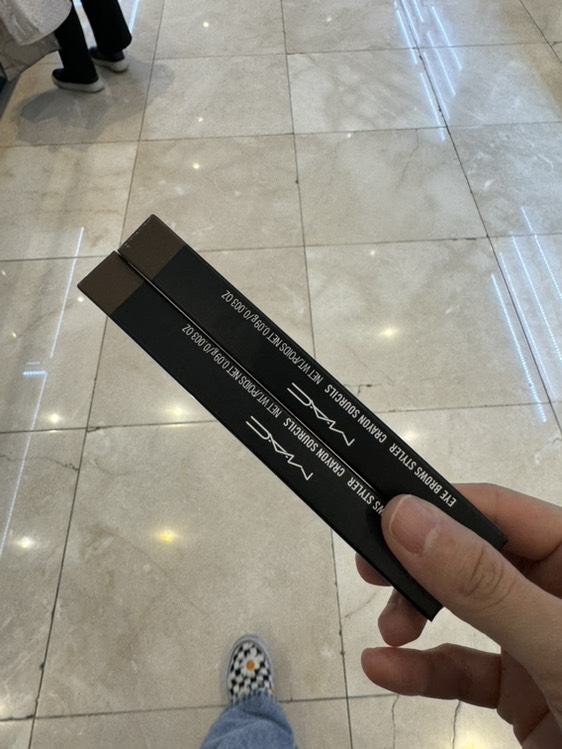 EYE BROWS STYLER CRAYON SOURCILS NET WT./POIDS NET 0.09g/0.003 OZ
MAC
STYLER CRAYON SOURCILS NET WT./POIDS NET 0.09g/0.003 OZ
MAC